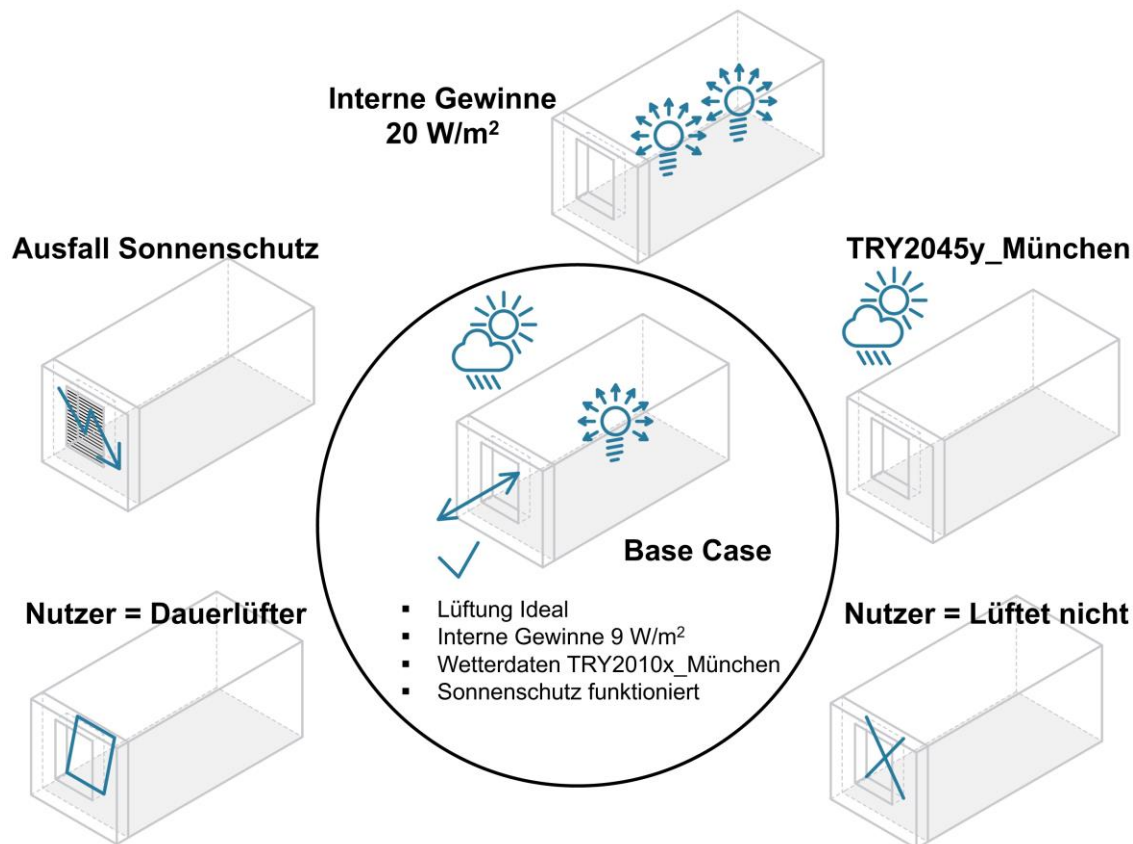 Interne Gewinne
20 W/m²
Ausfall Sonnenschutz
TRY2045y_München
Base Case
Nutzer = Dauerlüfter
Nutzer = Lüftet nicht
▪ Lüftung Ideal
▪ Interne Gewinne 9 W/m²
▪ Wetterdaten TRY2010x_München
▪ Sonnenschutz funktioniert